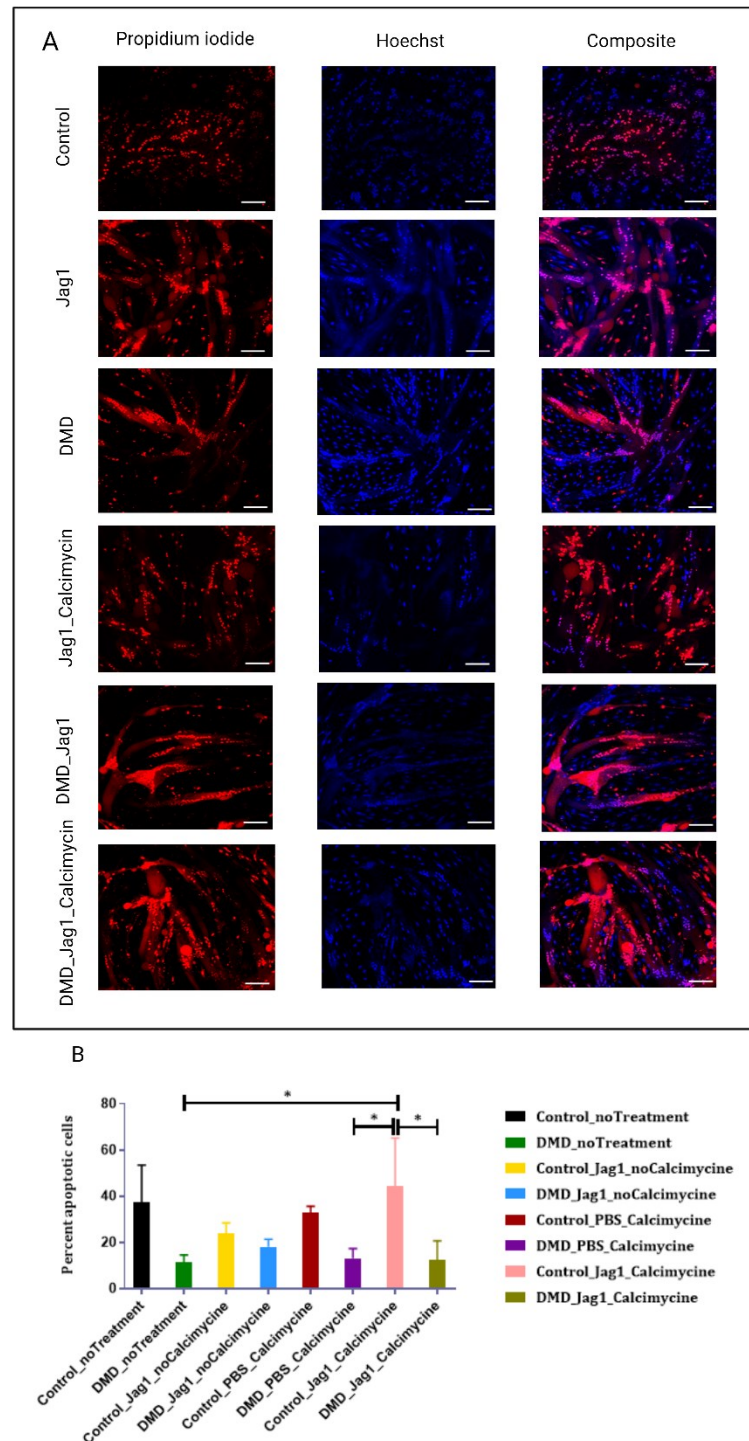 A
Propidium iodide
Hoechst
Composite
Control
Jag1
DMD
Jag1_Calcimycin
DMD_Jag1
DMD_Jag1_Calcimycin
B
Percent apoptotic cells
80
60
40
20
0
*
*
*
Control_noTreatment
DMD_noTreatment
Control_Jag1_noCalcimycine
DMD_Jag1_noCalcimycine
Control_PBS_Calcimycine
DMD_PBS_Calcimycine
Control_Jag1_Calcimycine
DMD_Jag1_Calcimycine
Control_noTreatment
DMD_noTreatment
Control_Jag1_noCalcimycine
DMD_Jag1_noCalcimycine
Control_PBS_Calcimycine
DMD_PBS_Calcimycine
Control_Jag1_Calcimycine
DMD_Jag1_Calcimycine